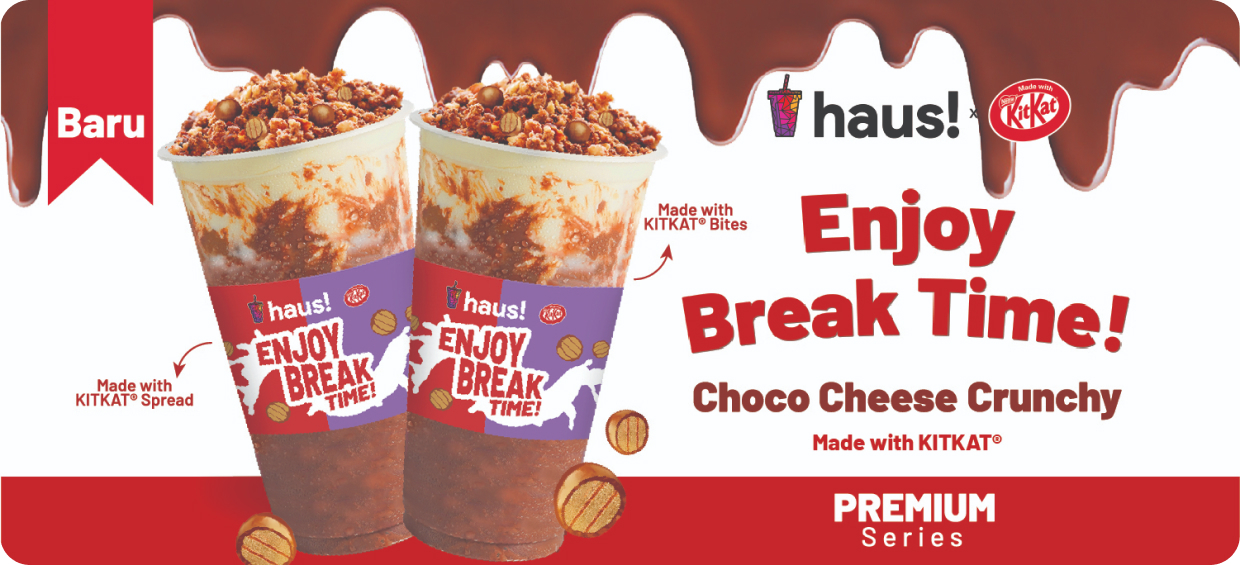 Baru
haus! x Made with Nestle KitKat
Enjoy
Break Time!
Choco Cheese Crunchy
Made with KITKAT®
PREMIUM
Series
Made with
KITKAT® Bites
Made with
KITKAT® Spread
haus! KitKat
ENJOY
BREAK
TIME!
haus! KitKat
ENJOY
BREAK
TIME!